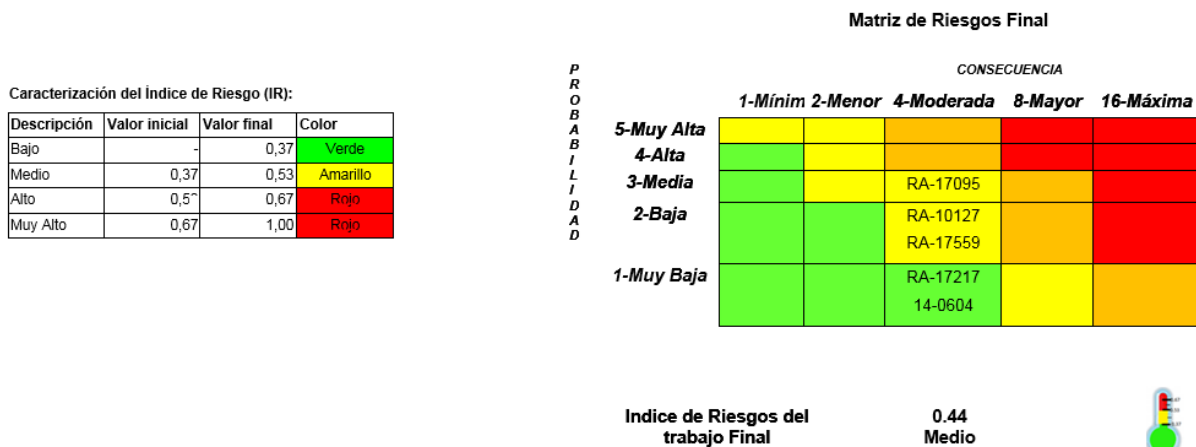 Matriz de Riesgos Final
Caracterización del Índice de Riesgo (IR):
Descripción Valor inicial Valor final Color
Bajo - 0,37 Verde
Medio 0,37 0,53 Amarillo
Alto 0,67 Rojo
Muy Alto 0,67 1,00 Rojo
PROBABILIDAD
CONSECUENCIA
1-Mínim 2-Menor 4-Moderada 8-Mayor 16-Máxima
5-Muy Alta
4-Alta
3-Media RA-17095
2-Baja RA-10127
RA-17559
1-Muy Baja RA-17217
14-0604
Indice de Riesgos del 0.44
trabajo Final Medio